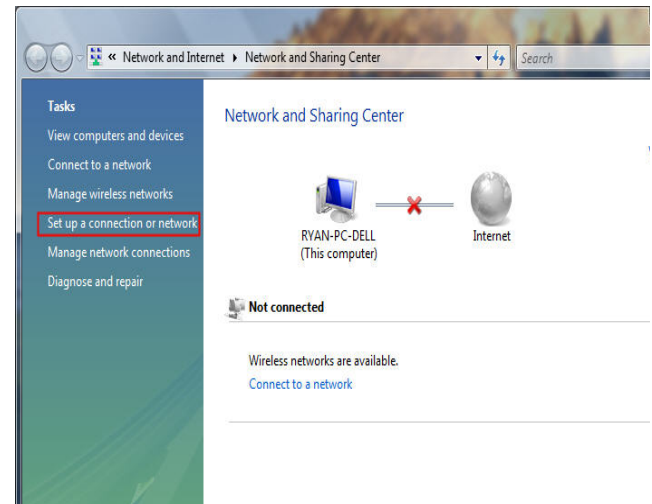 « Network and Internet ▸ Network and Sharing Center
Search
Tasks
View computers and devices
Connect to a network
Manage wireless networks
Set up a connection or network
Manage network connections
Diagnose and repair
Network and Sharing Center
RYAN-PC-DELL
(This computer)
Internet
Not connected
Wireless networks are available.
Connect to a network